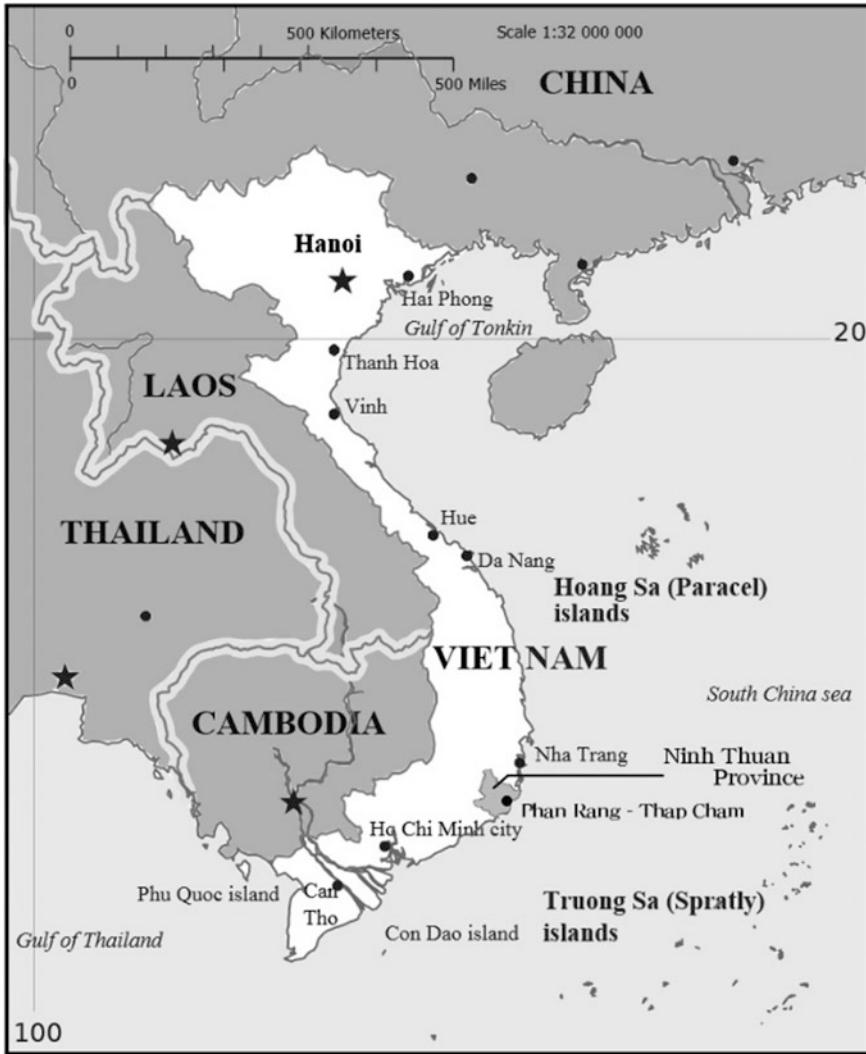 0
500 Kilometers
Scale 1:32 000 000
0
500 Miles
CHINA
Hanoi
Hai Phong
Gulf of Tonkin
20
Thanh Hoa
LAOS
Vinh
THAILAND
Hue
Da Nang
Hoang Sa (Paracel)
islands
VIET NAM
South China sea
CAMBODIA
Nha Trang
Ninh Thuan
Province
Phan Rang - Thap Cham
Ho Chi Minh city
Phu Quoc island
Can
Tho
Truong Sa (Spratly)
islands
Gulf of Thailand
Con Dao island
100